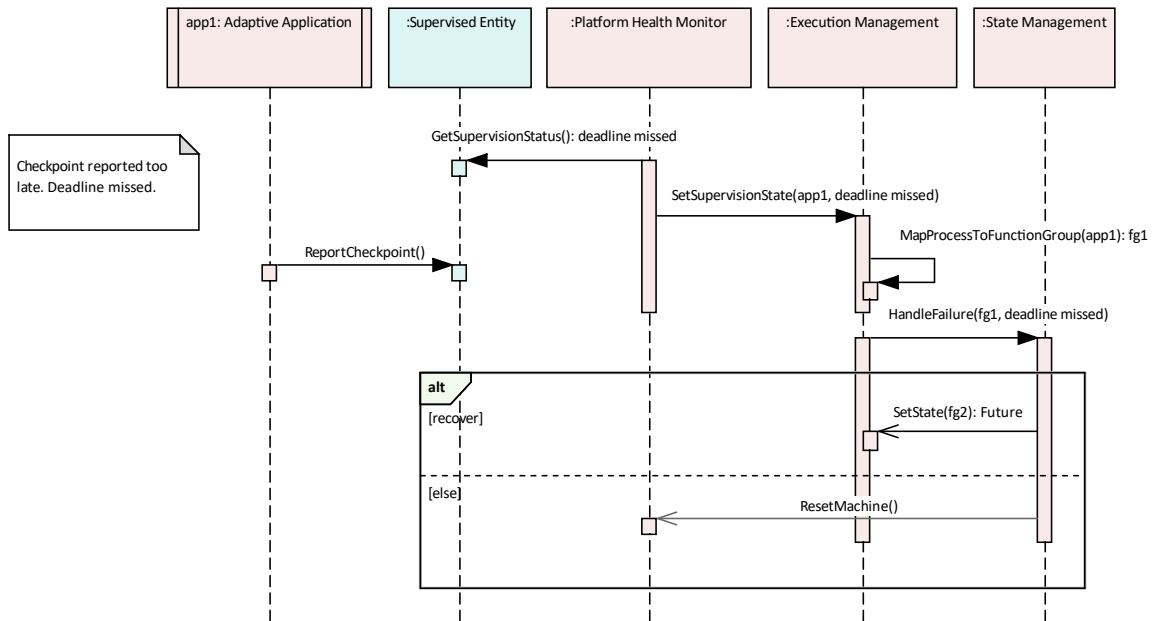 app1: Adaptive Application
:Supervised Entity
:Platform Health Monitor
:Execution Management
:State Management
GetSupervisionStatus(): deadline missed
Checkpoint reported too
late. Deadline missed.
SetSupervisionState(app1, deadline missed)
MapProcessToFunctionGroup(app1): fg1
ReportCheckpoint()
HandleFailure(fg1, deadline missed)
alt
[recover]
SetState(fg2): Future
[else]
ResetMachine()